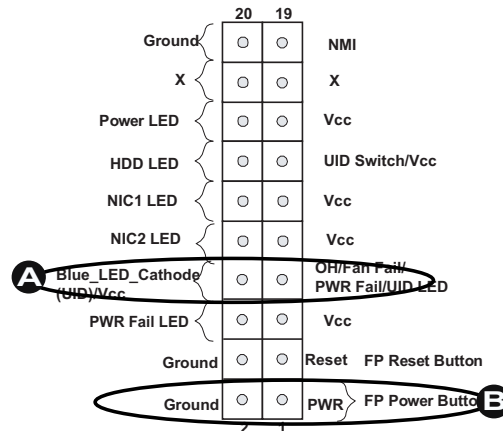 20 19
Ground NMI
X X
Power LED Vcc
HDD LED UID Switch/Vcc
NIC1 LED Vcc
NIC2 LED Vcc
A Blue_LED_Cathode OH/Fan Fail/
(UID)/Vcc PWR Fail/UID LED
PWR Fail LED Vcc
Ground Reset FP Reset Button
Ground PWR FP Power Butto B
2 1